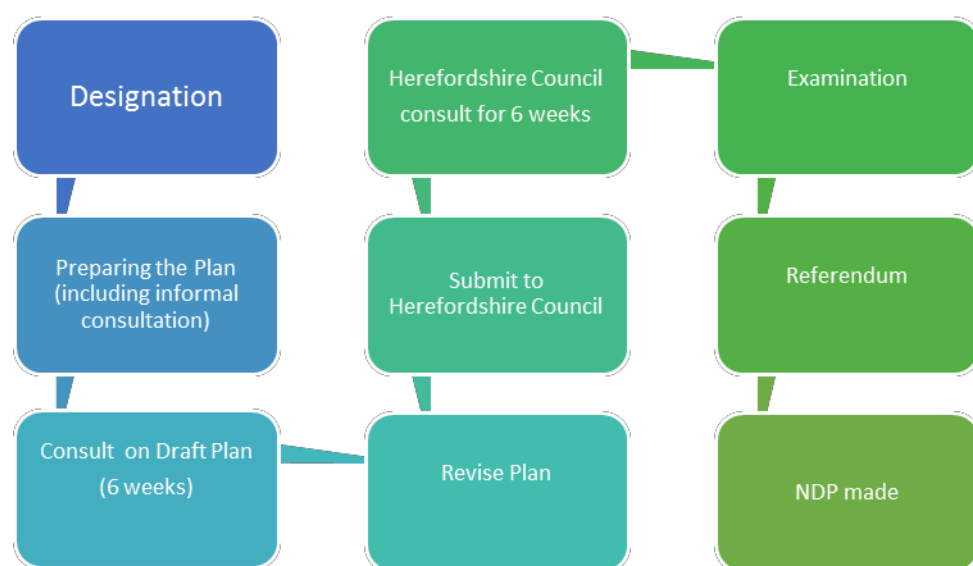 Designation
Preparing the Plan
(including informal
consultation)
Consult on Draft Plan
(6 weeks)
Revise Plan
Submit to
Herefordshire Council
Herefordshire Council
consult for 6 weeks
Examination
Referendum
NDP made